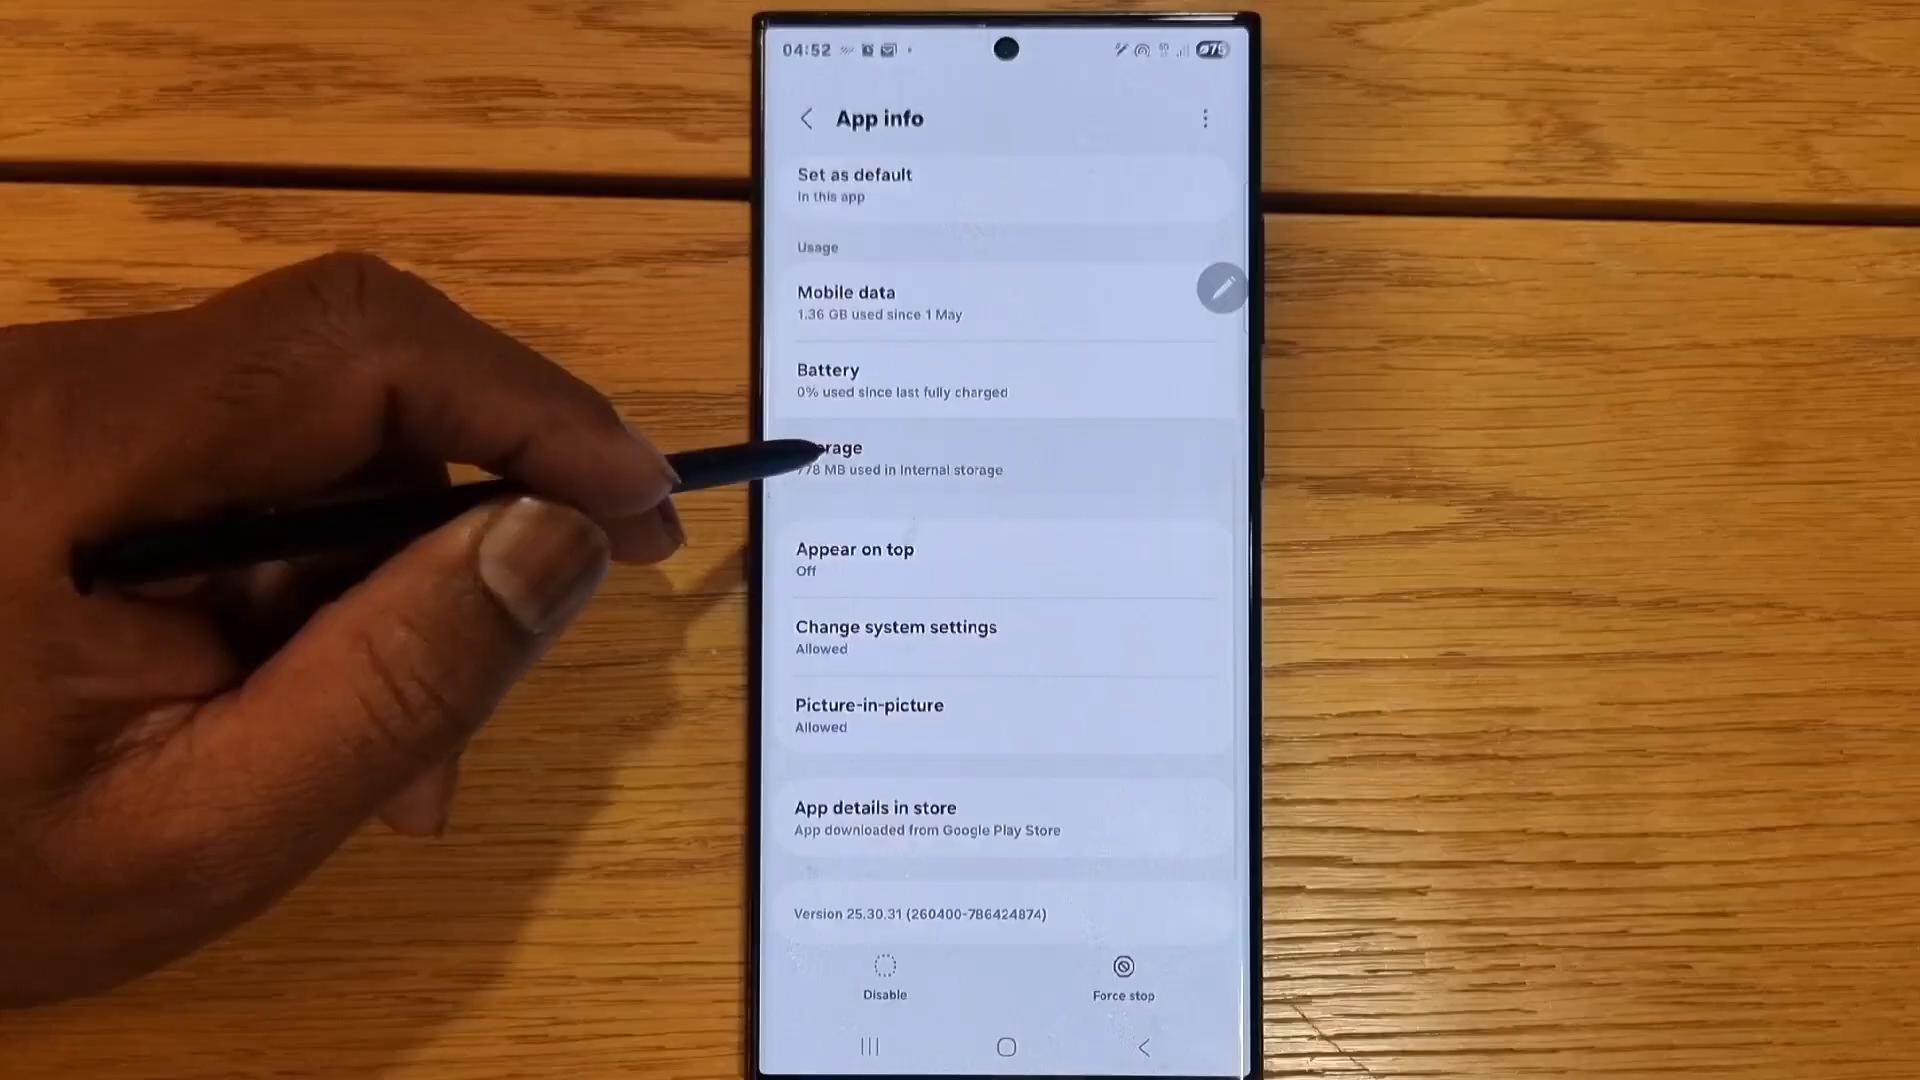 04:52
75
App info
Set as default
In this app
Usage
Mobile data
1.36 GB used since 1 May
Battery
0% used since last fully charged
orage
778 MB used in Internal storage
Appear on top
Off
Change system settings
Allowed
Picture-in-picture
Allowed
App details in store
App downloaded from Google Play Store
Version 25.30.31 (260400-786424874)
Disable
Force stop